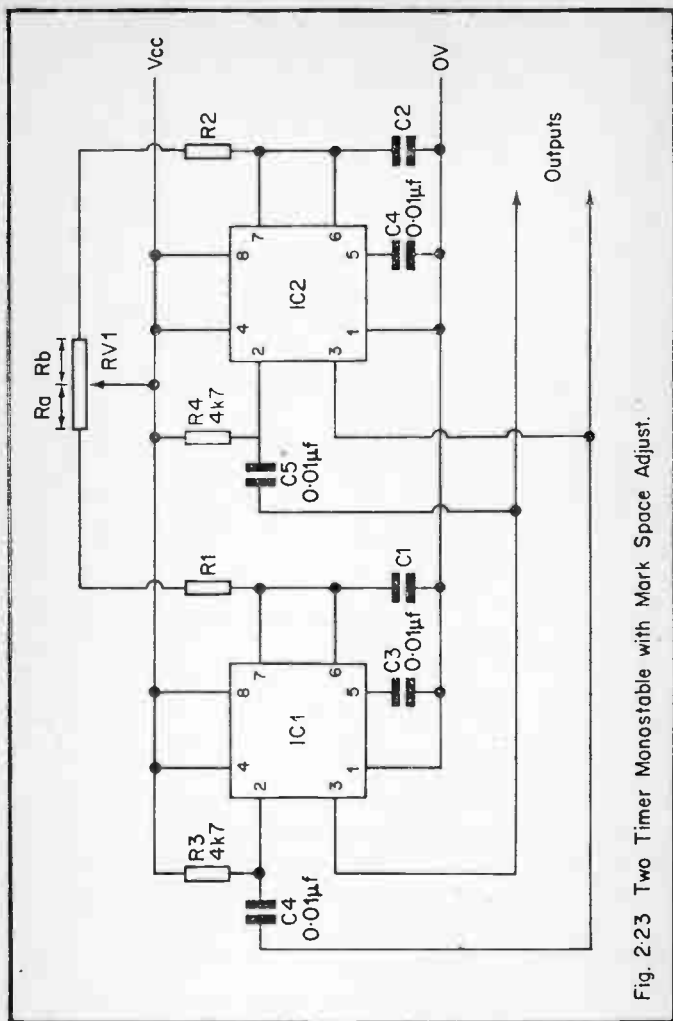 Vcc
0V
Ra
Rb
RV1
R3
4k7
R1
R4
4k7
R2
4
8
2
7
IC1
3
6
1
5
4
8
2
7
IC2
3
6
1
5
C4
0·01µf
C3
0·01µf
C1
C5
0·01µf
C4
0·01µf
C2
Outputs
Fig. 2·23 Two Timer Monostable with Mark Space Adjust.